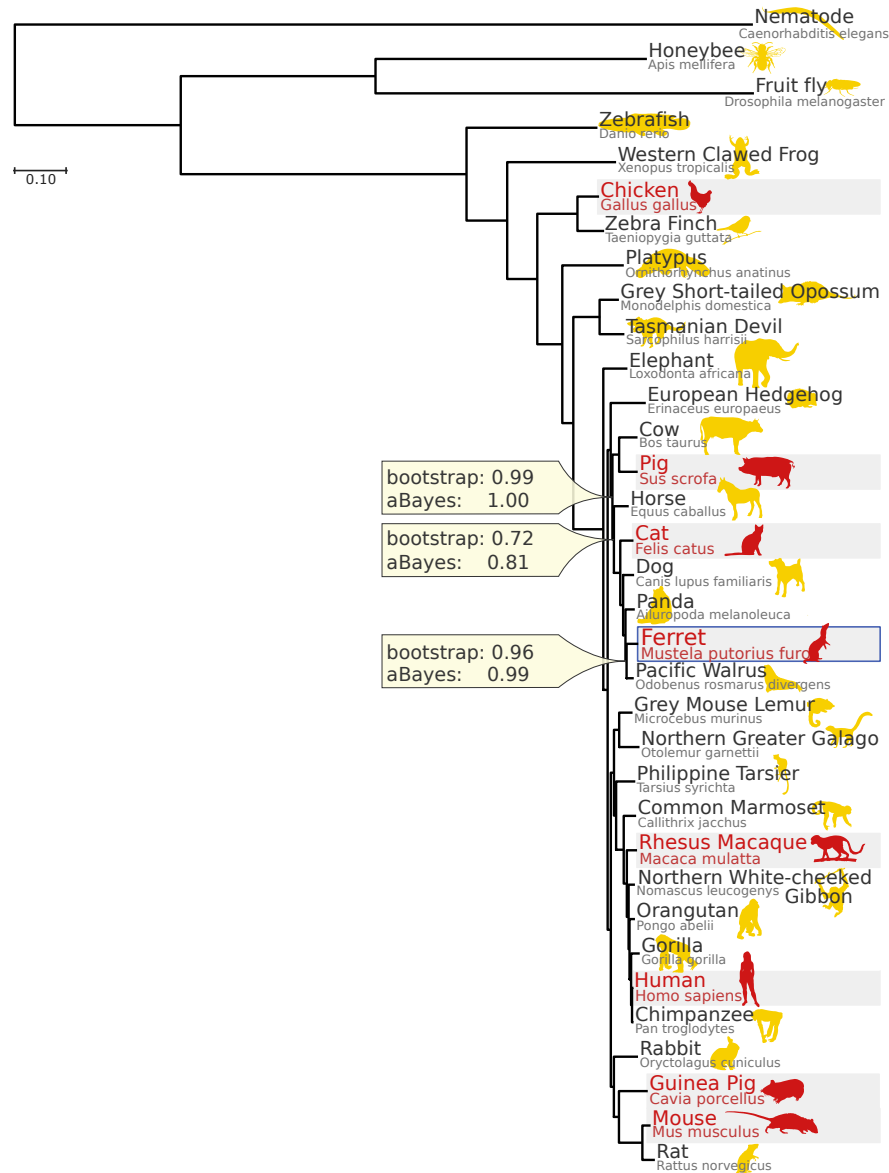 Nematode
Caenorhabditis elegans
Honeybee
Apis mellifera
Fruit fly
Drosophila melanogaster
Zebrafish
Danio rerio
Western Clawed Frog
Xenopus tropicalis
0.10
Chicken
Gallus gallus
Zebra Finch
Taeniopygia guttata
Platypus
Ornithorhynchus anatinus
Grey Short-tailed Opossum
Monodelphis domestica
Tasmanian Devil
Sarcophilus harrisii
Elephant
Loxodonta africana
European Hedgehog
Erinaceus europaeus
Cow
Bos taurus
Pig
Sus scrofa
bootstrap: 0.99
aBayes: 1.00
Horse
Equus caballus
Cat
Felis catus
bootstrap: 0.72
aBayes: 0.81
Dog
Canis lupus familiaris
Panda
Ailuropoda melanoleuca
Ferret
Mustela putorius furo
bootstrap: 0.96
aBayes: 0.99
Pacific Walrus
Odobenus rosmarus divergens
Grey Mouse Lemur
Microcebus murinus
Northern Greater Galago
Otolemur garnettii
Philippine Tarsier
Tarsius syrichta
Common Marmoset
Callithrix jacchus
Rhesus Macaque
Macaca mulatta
Northern White-cheeked
Nomascus leucogenys
Gibbon
Orangutan
Pongo abelii
Gorilla
Gorilla gorilla
Human
Homo sapiens
Chimpanzee
Pan troglodytes
Rabbit
Oryctolagus cuniculus
Guinea Pig
Cavia porcellus
Mouse
Mus musculus
Rat
Rattus norvegicus